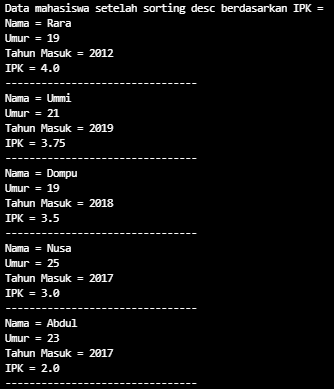 Data mahasiswa setelah sorting desc berdasarkan IPK =
Nama = Rara
Umur = 19
Tahun Masuk = 2012
IPK = 4.0
--------------------------------
Nama = Ummi
Umur = 21
Tahun Masuk = 2019
IPK = 3.75
--------------------------------
Nama = Dompu
Umur = 19
Tahun Masuk = 2018
IPK = 3.5
--------------------------------
Nama = Nusa
Umur = 25
Tahun Masuk = 2017
IPK = 3.0
--------------------------------
Nama = Abdul
Umur = 23
Tahun Masuk = 2017
IPK = 2.0
--------------------------------